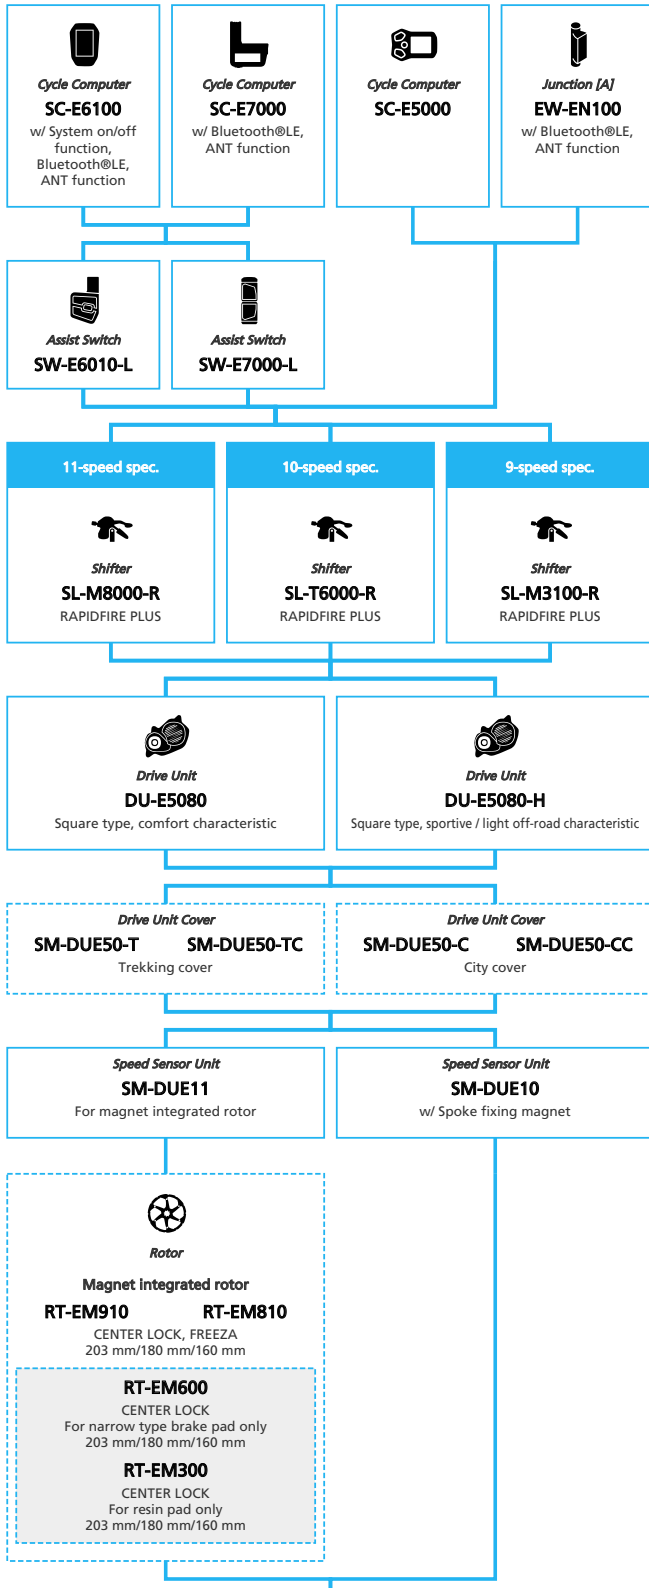 Cycle Computer
SC-E6100
w/ System on/off
function,
Bluetooth®LE,
ANT function
Cycle Computer
SC-E7000
w/ Bluetooth®LE,
ANT function
Cycle Computer
SC-E5000
Junction [A]
EW-EN100
w/ Bluetooth®LE,
ANT function
Assist Switch
SW-E6010-L
Assist Switch
SW-E7000-L
11-speed spec.
Shifter
SL-M8000-R
RAPIDFIRE PLUS
10-speed spec.
Shifter
SL-T6000-R
RAPIDFIRE PLUS
9-speed spec.
Shifter
SL-M3100-R
RAPIDFIRE PLUS
Drive Unit
DU-E5080
Square type, comfort characteristic
Drive Unit
DU-E5080-H
Square type, sportive / light off-road characteristic
Drive Unit Cover
SM-DUE50-T SM-DUE50-TC
Trekking cover
Drive Unit Cover
SM-DUE50-C SM-DUE50-CC
City cover
Speed Sensor Unit
SM-DUE11
For magnet integrated rotor
Speed Sensor Unit
SM-DUE10
w/ Spoke fixing magnet
Rotor
Magnet integrated rotor
RT-EM910 RT-EM810
CENTER LOCK, FREEZA
203 mm/180 mm/160 mm
RT-EM600
CENTER LOCK
For narrow type brake pad only
203 mm/180 mm/160 mm
RT-EM300
CENTER LOCK
For resin pad only
203 mm/180 mm/160 mm